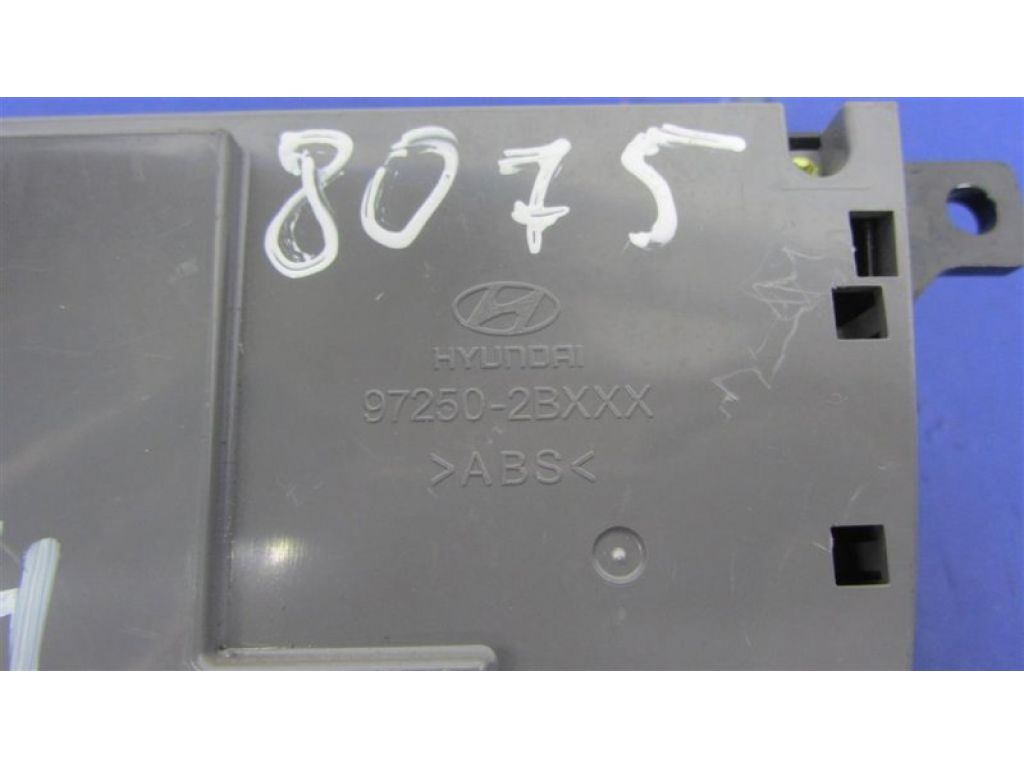 8075
HYUNDAI
97250-2BXXX
>ABS<